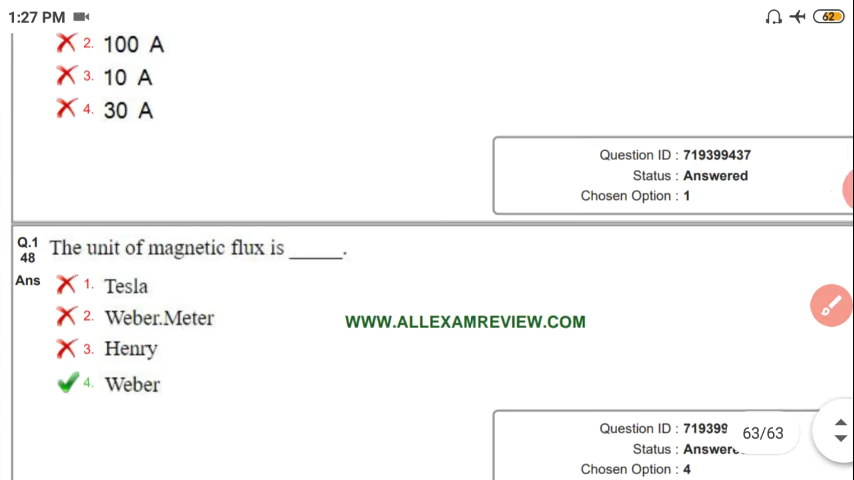 1:27 PM
62
2. 100 A
3. 10 A
4. 30 A
Question ID : 719399437
Status : Answered
Chosen Option : 1
Q.1
48
The unit of magnetic flux is _____.
Ans
1. Tesla
2. Weber.Meter
3. Henry
4. Weber
WWW.ALLEXAMREVIEW.COM
Question ID : 719399
63/63
Status : Answere
Chosen Option : 4